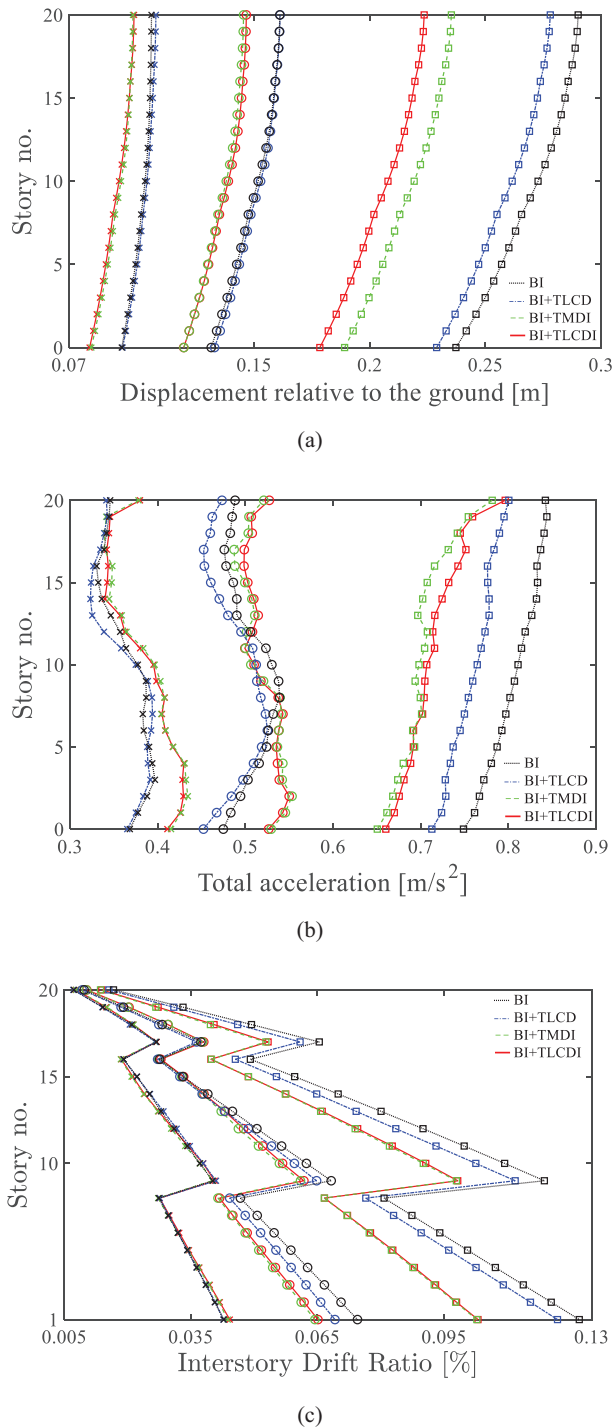 20
15
10
5
0
Story no.
BI
BI+TLCD
BI+TMDI
BI+TLCDI
0.07 0.15 0.2 0.25 0.3
Displacement relative to the ground [m]
(a)
20
15
10
5
0
Story no.
BI
BI+TLCD
BI+TMDI
BI+TLCDI
0.3 0.4 0.5 0.6 0.7 0.8 0.9
Total acceleration [m/s²]
(b)
20
15
10
1
Story no.
BI
BI+TLCD
BI+TMDI
BI+TLCDI
0.005 0.035 0.065 0.095 0.13
Interstory Drift Ratio [%]
(c)